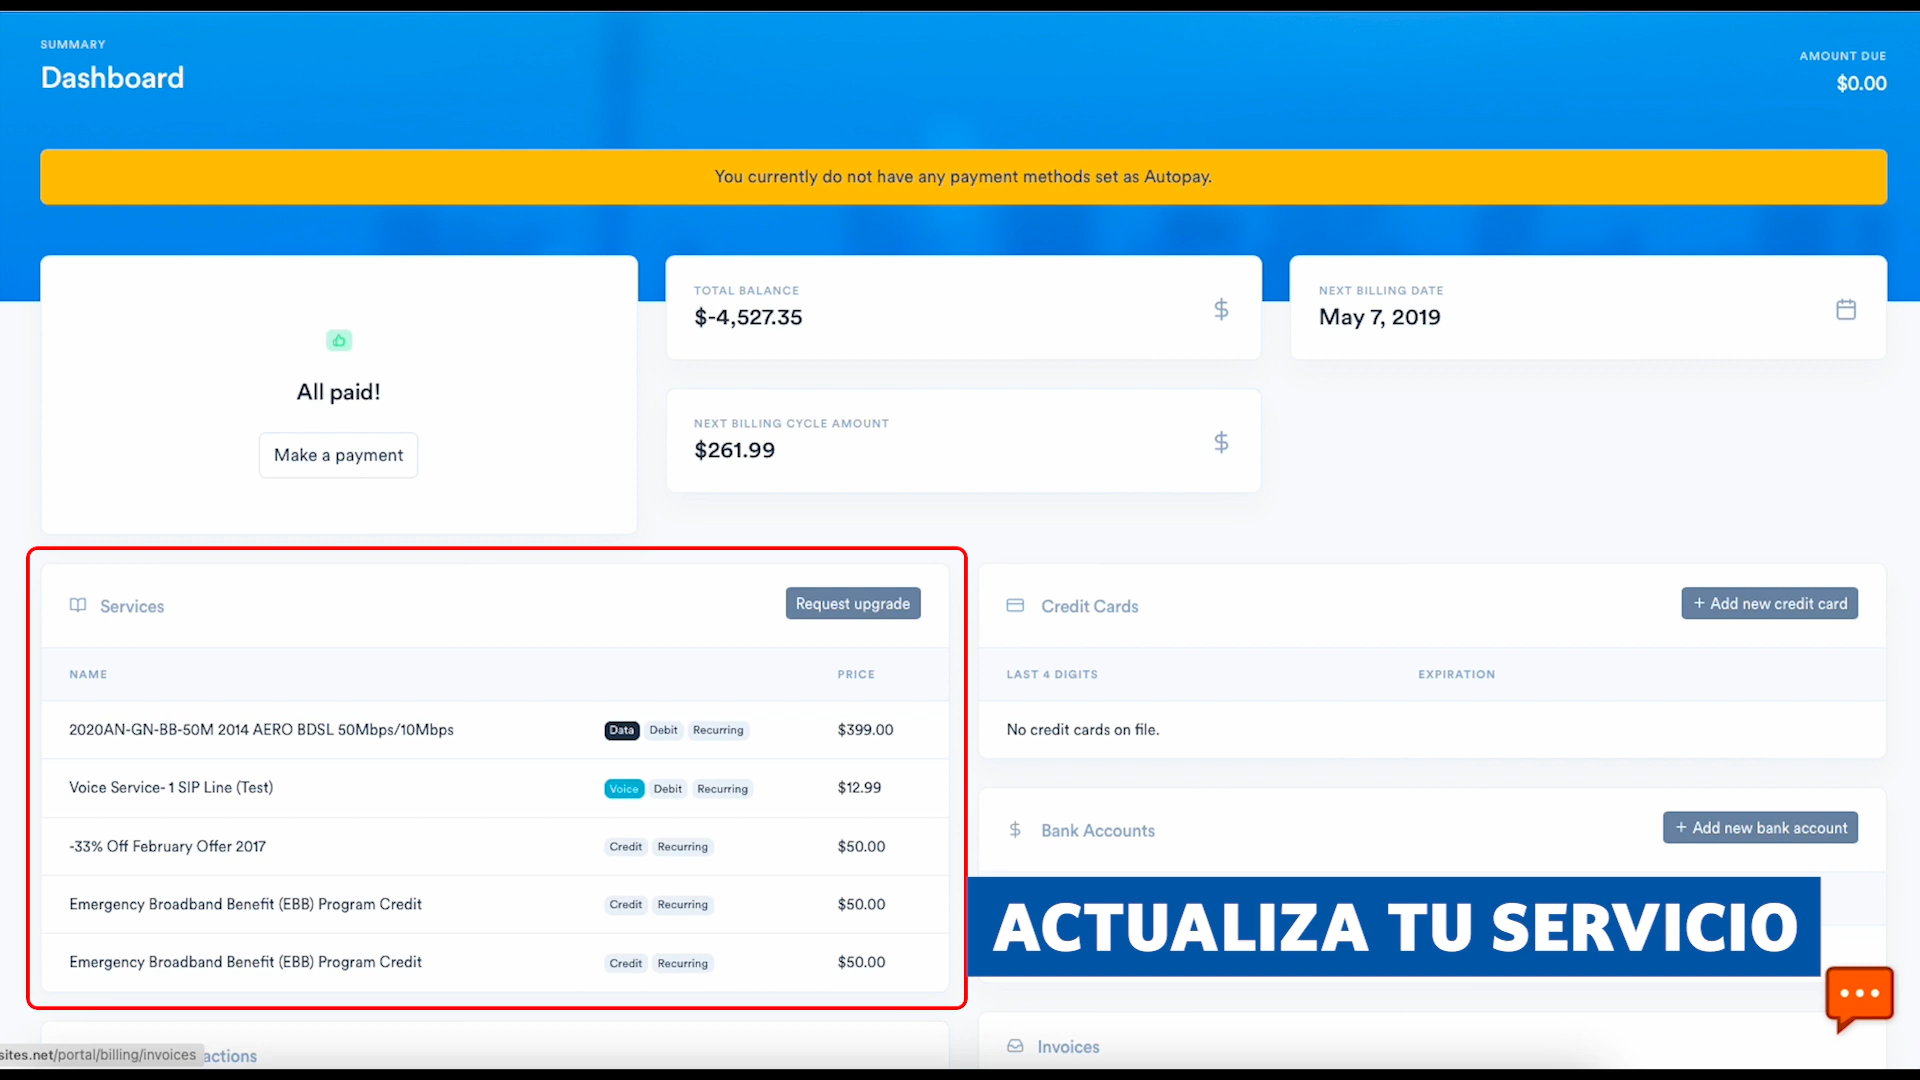 SUMMARY
Dashboard
AMOUNT DUE
$0.00
You currently do not have any payment methods set as Autopay.
All paid!
Make a payment
TOTAL BALANCE
$-4,527.35
NEXT BILLING DATE
May 7, 2019
NEXT BILLING CYCLE AMOUNT
$261.99
Services
Request upgrade
NAME PRICE
2020AN-GN-BB-50M 2014 AERO BDSL 50Mbps/10Mbps Data Debit Recurring $399.00
Voice Service- 1 SIP Line (Test) Voice Debit Recurring $12.99
-33% Off February Offer 2017 Credit Recurring $50.00
Emergency Broadband Benefit (EBB) Program Credit Credit Recurring $50.00
Emergency Broadband Benefit (EBB) Program Credit Credit Recurring $50.00
Credit Cards
+ Add new credit card
LAST 4 DIGITS EXPIRATION
No credit cards on file.
$ Bank Accounts
+ Add new bank account
ACTUALIZA TU SERVICIO
sites.net/portal/billing/invoices
actions
Invoices